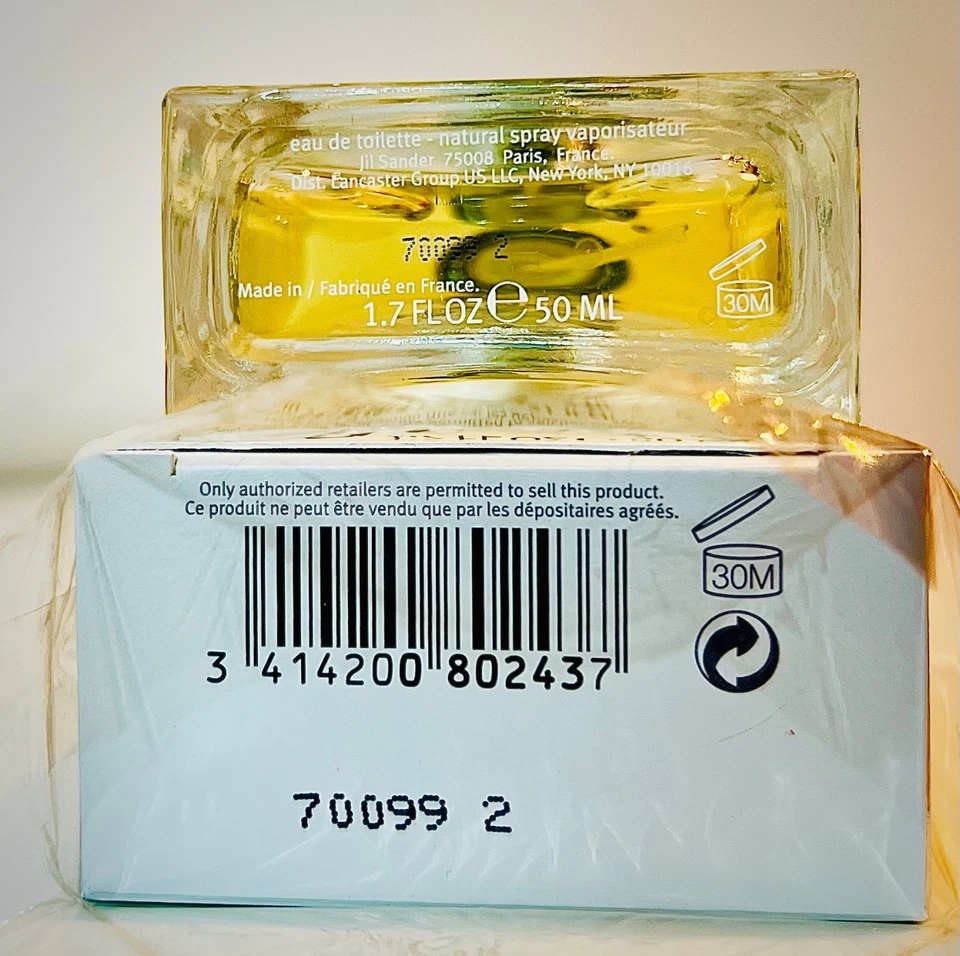 eau de toilette - natural spray vaporisateur
Jil Sander 75008 Paris, France.
Dist. Lancaster Group US LLC, New York, NY 10016
70099 2
Made in / Fabriqué en France.
1.7 FL OZ e 50 ML
30M
Only authorized retailers are permitted to sell this product.
Ce produit ne peut être vendu que par les dépositaires agréés.
30M
3 414200 802437
70099 2